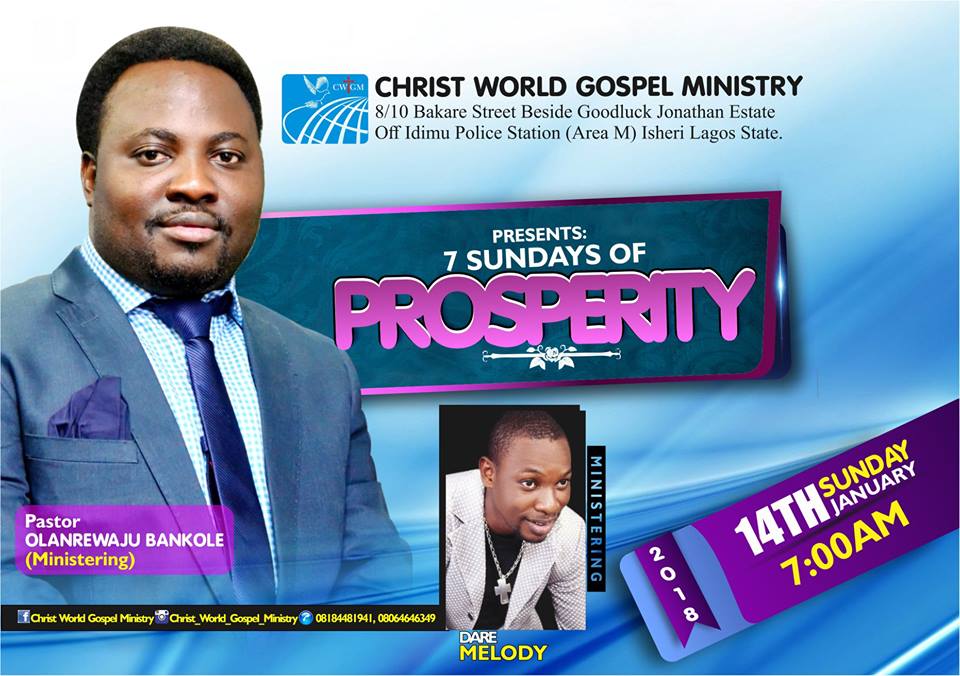 CWGM
CHRIST WORLD GOSPEL MINISTRY
8/10 Bakare Street Beside Goodluck Jonathan Estate
Off Idimu Police Station (Area M) Isheri Lagos State.
PRESENTS:
7 SUNDAYS OF
PROSPERITY
MINISTERING
Pastor
OLANREWAJU BANKOLE
(Ministering)
2018
14TH SUNDAY JANUARY
7:00AM
Christ World Gospel Ministry Christ_World_Gospel_Ministry 08184481941, 08064646349
DARE
MELODY